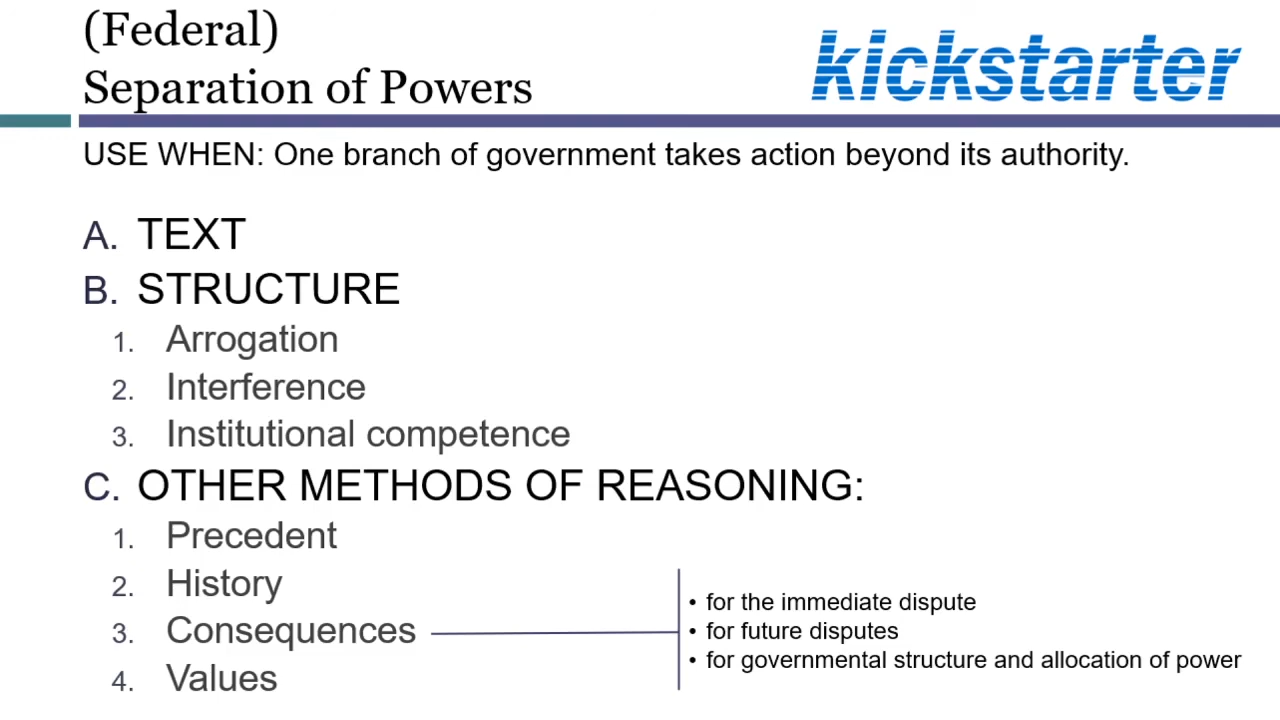 (Federal)
Separation of Powers
kickstarter
USE WHEN: One branch of government takes action beyond its authority.
A. TEXT
B. STRUCTURE
1. Arrogation
2. Interference
3. Institutional competence
C. OTHER METHODS OF REASONING:
1. Precedent
2. History
3. Consequences
4. Values
• for the immediate dispute
• for future disputes
• for governmental structure and allocation of power